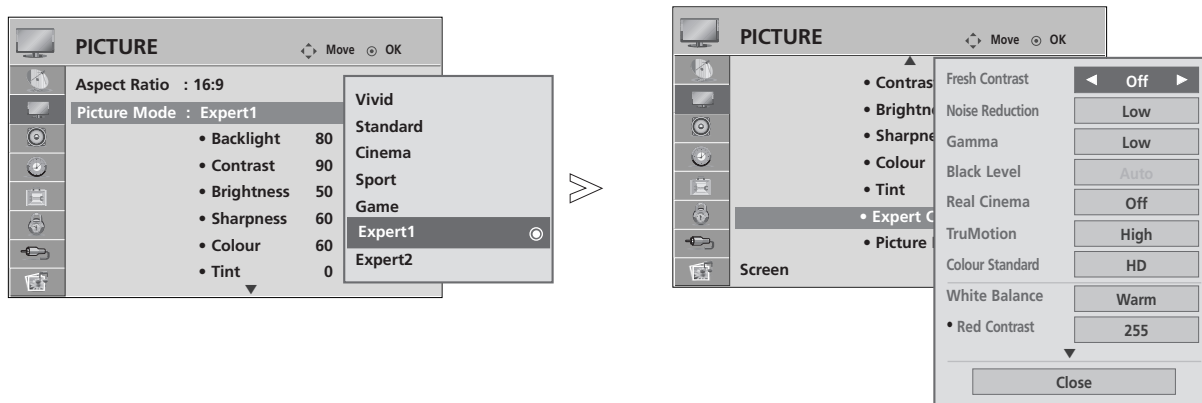 PICTURE
Move OK
Aspect Ratio : 16:9
Picture Mode : Expert1
• Backlight 80
• Contrast 90
• Brightness 50
• Sharpness 60
• Colour 60
• Tint 0
Vivid
Standard
Cinema
Sport
Game
Expert1
Expert2
PICTURE
Move OK
• Contras
• Brightn
• Sharpne
• Colour
• Tint
• Expert C
• Picture
Screen
Fresh Contrast Off
Noise Reduction Low
Gamma Low
Black Level Auto
Real Cinema Off
TruMotion High
Colour Standard HD
White Balance Warm
• Red Contrast 255
Close